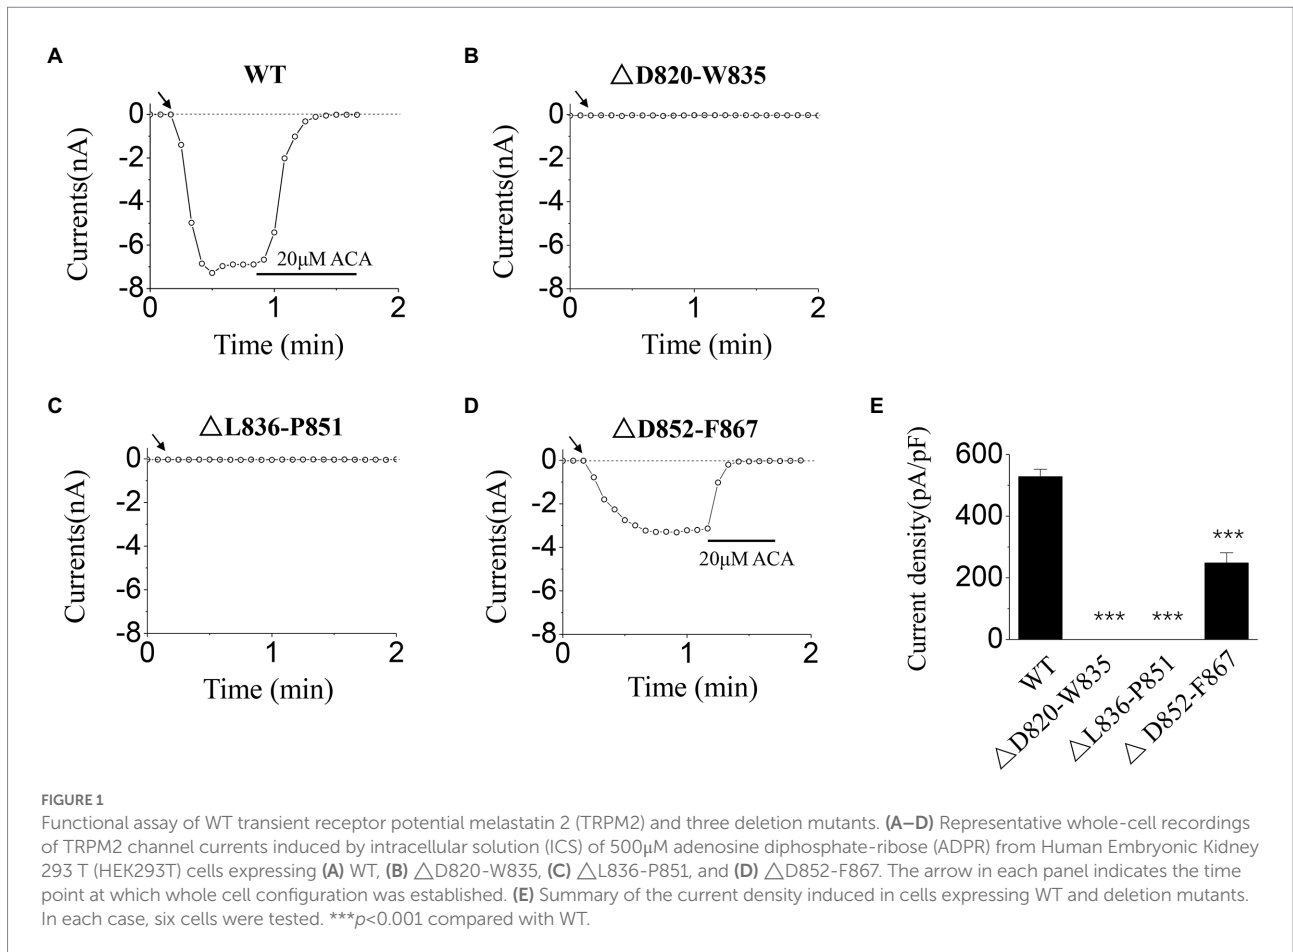 A
WT
0
-2
-4
-6
-8
Currents(nA)
20μM ACA
0 1 2
Time (min)
B
△D820-W835
0
-2
-4
-6
-8
Currents(nA)
0 1 2
Time (min)
C
△L836-P851
0
-2
-4
-6
-8
Currents(nA)
0 1 2
Time (min)
D
△D852-F867
0
-2
-4
-6
-8
Currents(nA)
20μM ACA
0 1 2
Time (min)
E
Current density(pA/pF)
600
400
200
0
*** *** ***
WT
△D820-W835
△L836-P851
△ D852-F867
FIGURE 1
Functional assay of WT transient receptor potential melastatin 2 (TRPM2) and three deletion mutants. (A–D) Representative whole-cell recordings
of TRPM2 channel currents induced by intracellular solution (ICS) of 500μM adenosine diphosphate-ribose (ADPR) from Human Embryonic Kidney
293 T (HEK293T) cells expressing (A) WT, (B) △D820-W835, (C) △L836-P851, and (D) △D852-F867. The arrow in each panel indicates the time
point at which whole cell configuration was established. (E) Summary of the current density induced in cells expressing WT and deletion mutants.
In each case, six cells were tested. ***p<0.001 compared with WT.